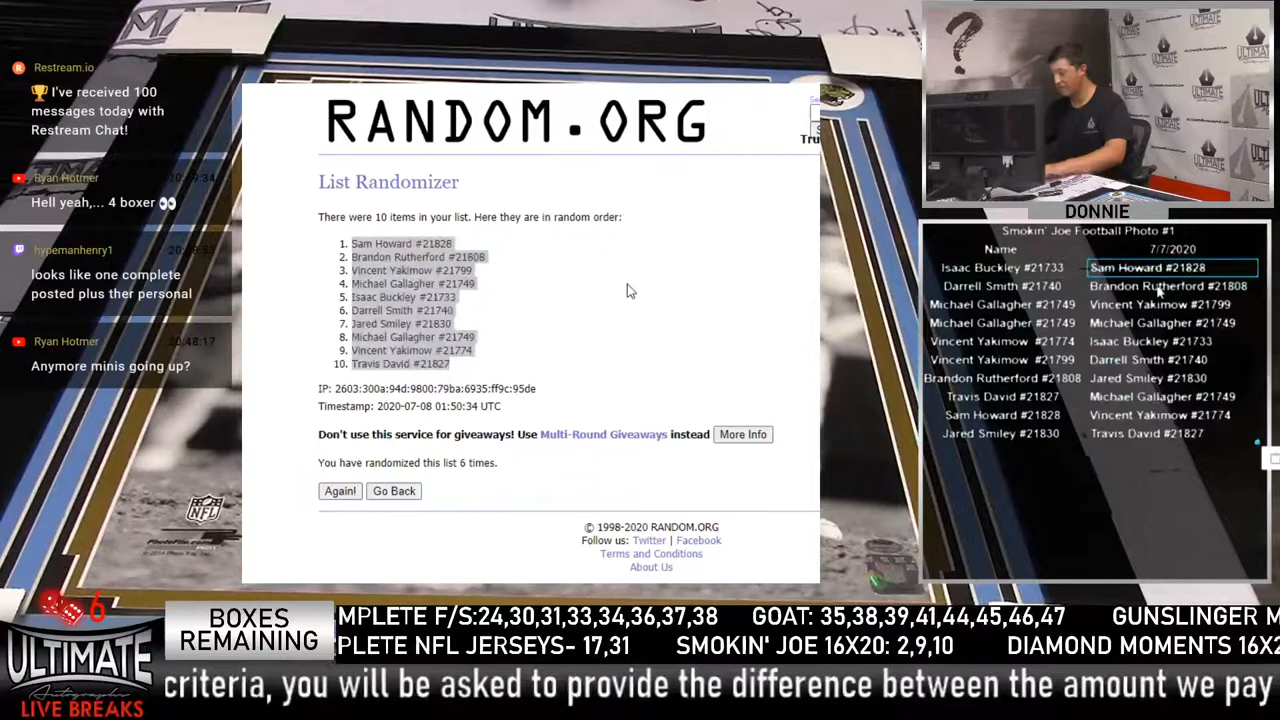 Restream.io
🏆 I've received 100
messages today with
Restream Chat!
Ryan Hotmer
Hell yeah,... 4 boxer 👀
hypemanhenry1
looks like one complete
posted plus ther personal
Ryan Hotmer 20:48:17
Anymore minis going up?
RANDOM.ORG
Tru
List Randomizer
There were 10 items in your list. Here they are in random order:
1. Sam Howard #21828
2. Brandon Rutherford #21808
3. Vincent Yakimow #21799
4. Michael Gallagher #21749
5. Isaac Buckley #21733
6. Darrell Smith #21740
7. Jared Smiley #21830
8. Michael Gallagher #21749
9. Vincent Yakimow #21774
10. Travis David #21827
IP: 2603:300a:94d:9800:79ba:6935:ff9c:95de
Timestamp: 2020-07-08 01:50:34 UTC
Don't use this service for giveaways! Use Multi-Round Giveaways instead More Info
You have randomized this list 6 times.
Again! Go Back
© 1998-2020 RANDOM.ORG
Follow us: Twitter | Facebook
Terms and Conditions
About Us
NFL
ULTIMATE
DONNIE
Smokin' Joe Football Photo #1
Name 7/7/2020
Isaac Buckley #21733 Sam Howard #21828
Darrell Smith #21740 Brandon Rutherford #21808
Michael Gallagher #21749 Vincent Yakimow #21799
Michael Gallagher #21749 Michael Gallagher #21749
Vincent Yakimow #21774 Isaac Buckley #21733
Vincent Yakimow #21799 Darrell Smith #21740
Brandon Rutherford #21808 Jared Smiley #21830
Travis David #21827 Michael Gallagher #21749
Sam Howard #21828 Vincent Yakimow #21774
Jared Smiley #21830 Travis David #21827
6
BOXES
REMAINING
MPLETE F/S:24,30,31,33,34,36,37,38 GOAT: 35,38,39,41,44,45,46,47 GUNSLINGER M
PLETE NFL JERSEYS- 17,31 SMOKIN' JOE 16X20: 2,9,10 DIAMOND MOMENTS 16X2
ULTIMATE
Autographs
LIVE BREAKS
criteria, you will be asked to provide the difference between the amount we pay